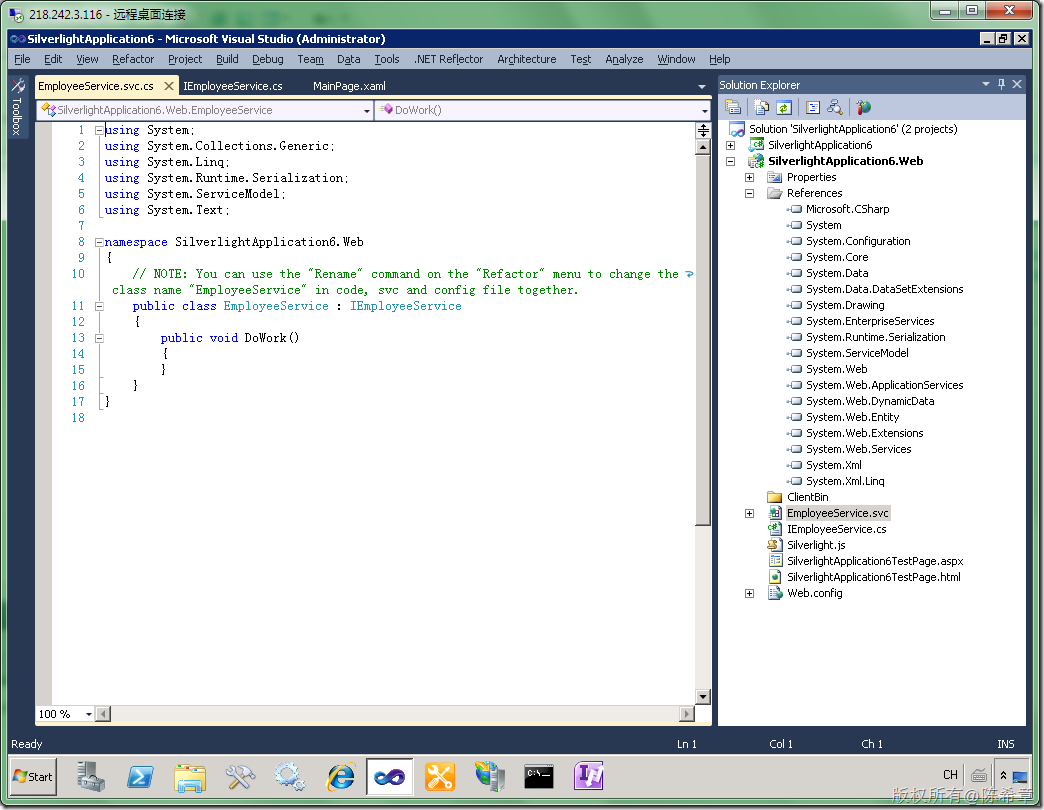 218.242.3.116 - 远程桌面连接
SilverlightApplication6 - Microsoft Visual Studio (Administrator)
File Edit View Refactor Project Build Debug Team Data Tools .NET Reflector Architecture Test Analyze Window Help
Toolbox
EmployeeService.svc.cs IEmployeeService.cs MainPage.xaml
SilverlightApplication6.Web.EmployeeService DoWork()
1 using System;
2 using System.Collections.Generic;
3 using System.Linq;
4 using System.Runtime.Serialization;
5 using System.ServiceModel;
6 using System.Text;
7
8 namespace SilverlightApplication6.Web
9 {
10 // NOTE: You can use the "Rename" command on the "Refactor" menu to change the
class name "EmployeeService" in code, svc and config file together.
11 public class EmployeeService : IEmployeeService
12 {
13 public void DoWork()
14 {
15 }
16 }
17 }
18
100 %
Solution Explorer
Solution 'SilverlightApplication6' (2 projects)
SilverlightApplication6
SilverlightApplication6.Web
Properties
References
Microsoft.CSharp
System
System.Configuration
System.Core
System.Data
System.Data.DataSetExtensions
System.Drawing
System.EnterpriseServices
System.Runtime.Serialization
System.ServiceModel
System.Web
System.Web.ApplicationServices
System.Web.DynamicData
System.Web.Entity
System.Web.Extensions
System.Web.Services
System.Xml
System.Xml.Linq
ClientBin
EmployeeService.svc
IEmployeeService.cs
Silverlight.js
SilverlightApplication6TestPage.aspx
SilverlightApplication6TestPage.html
Web.config
Ready Ln 1 Col 1 Ch 1 INS
Start C:\ CH
版权所有@陈希章